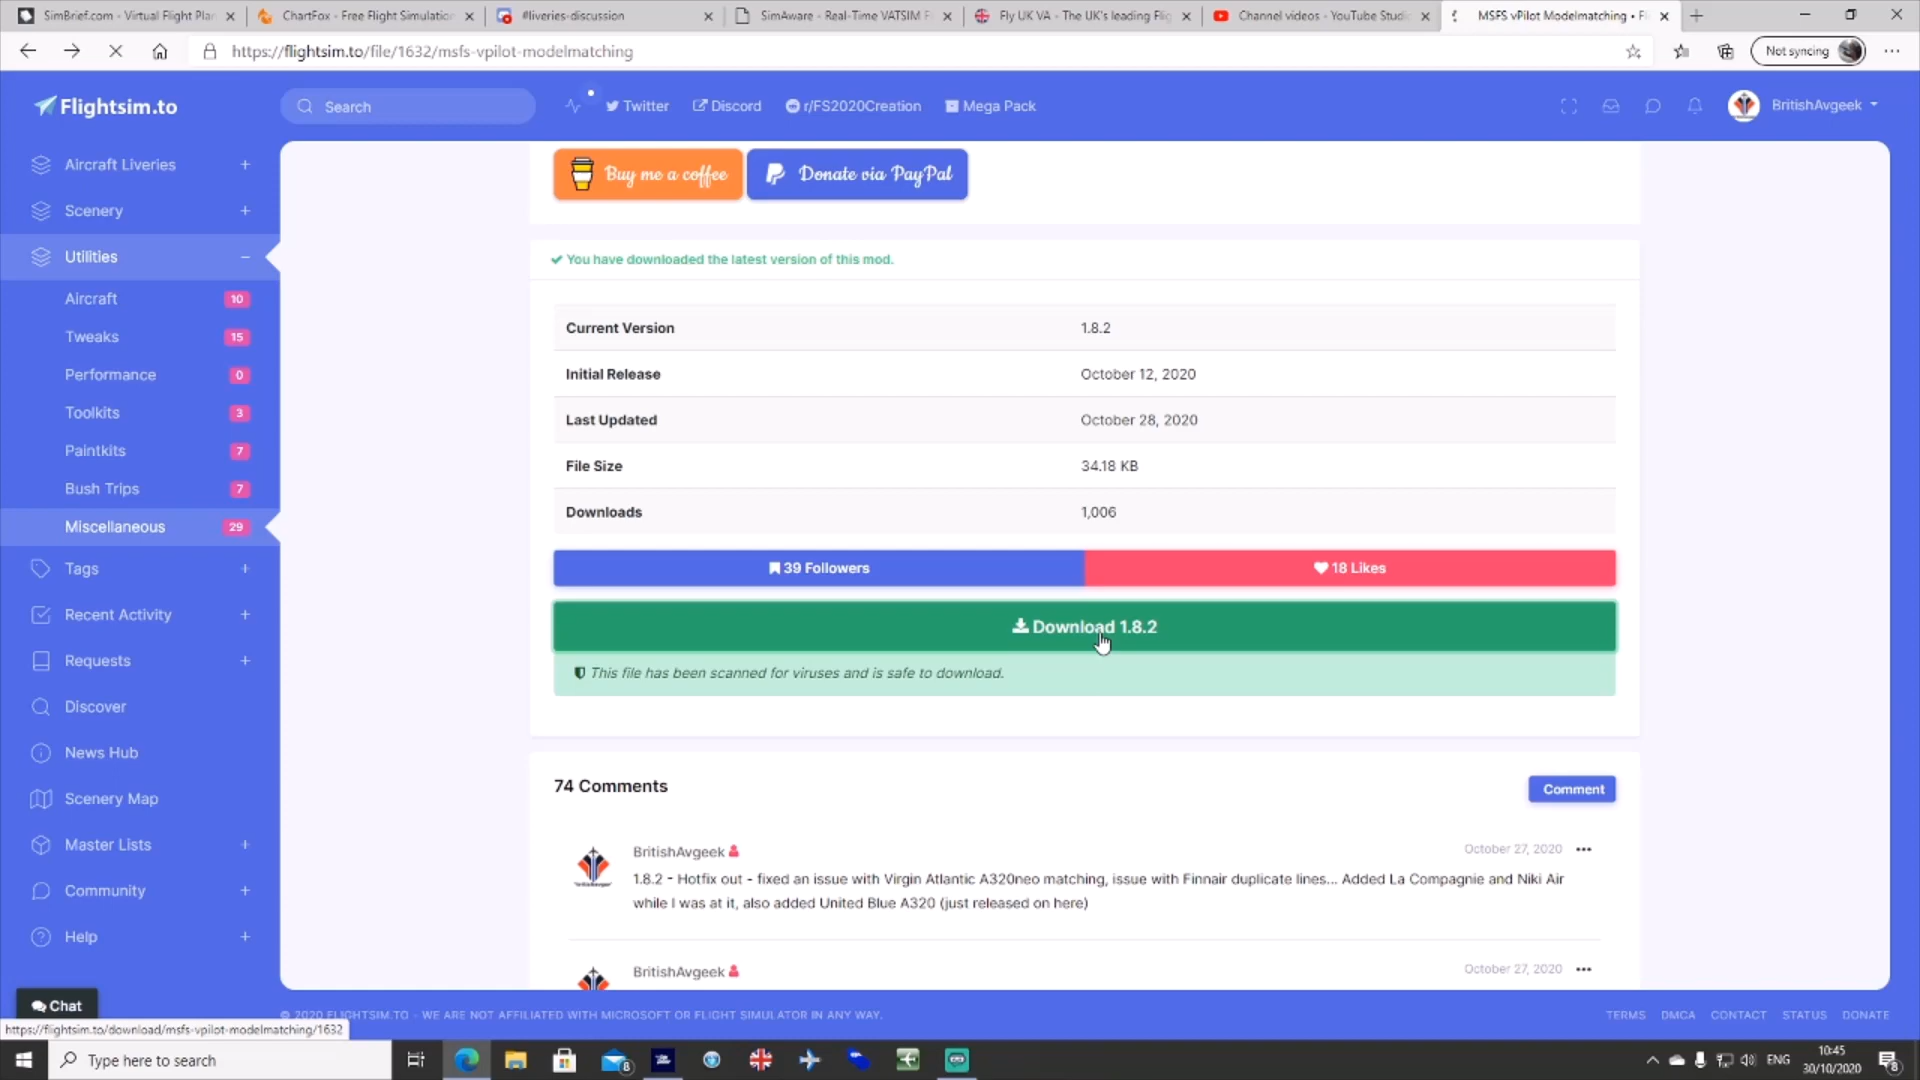 SimBrief.com - Virtual Flight Plan
ChartFox - Free Flight Simulation
#liveries-discussion
SimAware - Real-Time VATSIM F
Fly UK VA - The UK's leading Flig
Channel videos - YouTube Studi
MSFS vPilot Modelmatching • Fl
https://flightsim.to/file/1632/msfs-vpilot-modelmatching
Not syncing
Flightsim.to
Search
Twitter
Discord
r/FS2020Creation
Mega Pack
BritishAvgeek
Aircraft Liveries +
Scenery +
Utilities –
Aircraft 10
Tweaks 15
Performance 0
Toolkits 3
Paintkits 7
Bush Trips 7
Miscellaneous 29
Tags +
Recent Activity +
Requests +
Discover
News Hub
Scenery Map
Master Lists +
Community +
Help +
Chat
Buy me a coffee
Donate via PayPal
You have downloaded the latest version of this mod.
Current Version 1.8.2
Initial Release October 12, 2020
Last Updated October 28, 2020
File Size 34.18 KB
Downloads 1,006
39 Followers
18 Likes
Download 1.8.2
This file has been scanned for viruses and is safe to download.
74 Comments
Comment
BritishAvgeek October 27, 2020
1.8.2 - Hotfix out - fixed an issue with Virgin Atlantic A320neo matching, issue with Finnair duplicate lines... Added La Compagnie and Niki Air
while I was at it, also added United Blue A320 (just released on here)
BritishAvgeek October 27, 2020
© 2020 FLIGHTSIM.TO - WE ARE NOT AFFILIATED WITH MICROSOFT OR FLIGHT SIMULATOR IN ANY WAY.
TERMS DMCA CONTACT STATUS DONATE
https://flightsim.to/download/msfs-vpilot-modelmatching/1632
Type here to search
8
ENG
10:45
30/10/2020
8